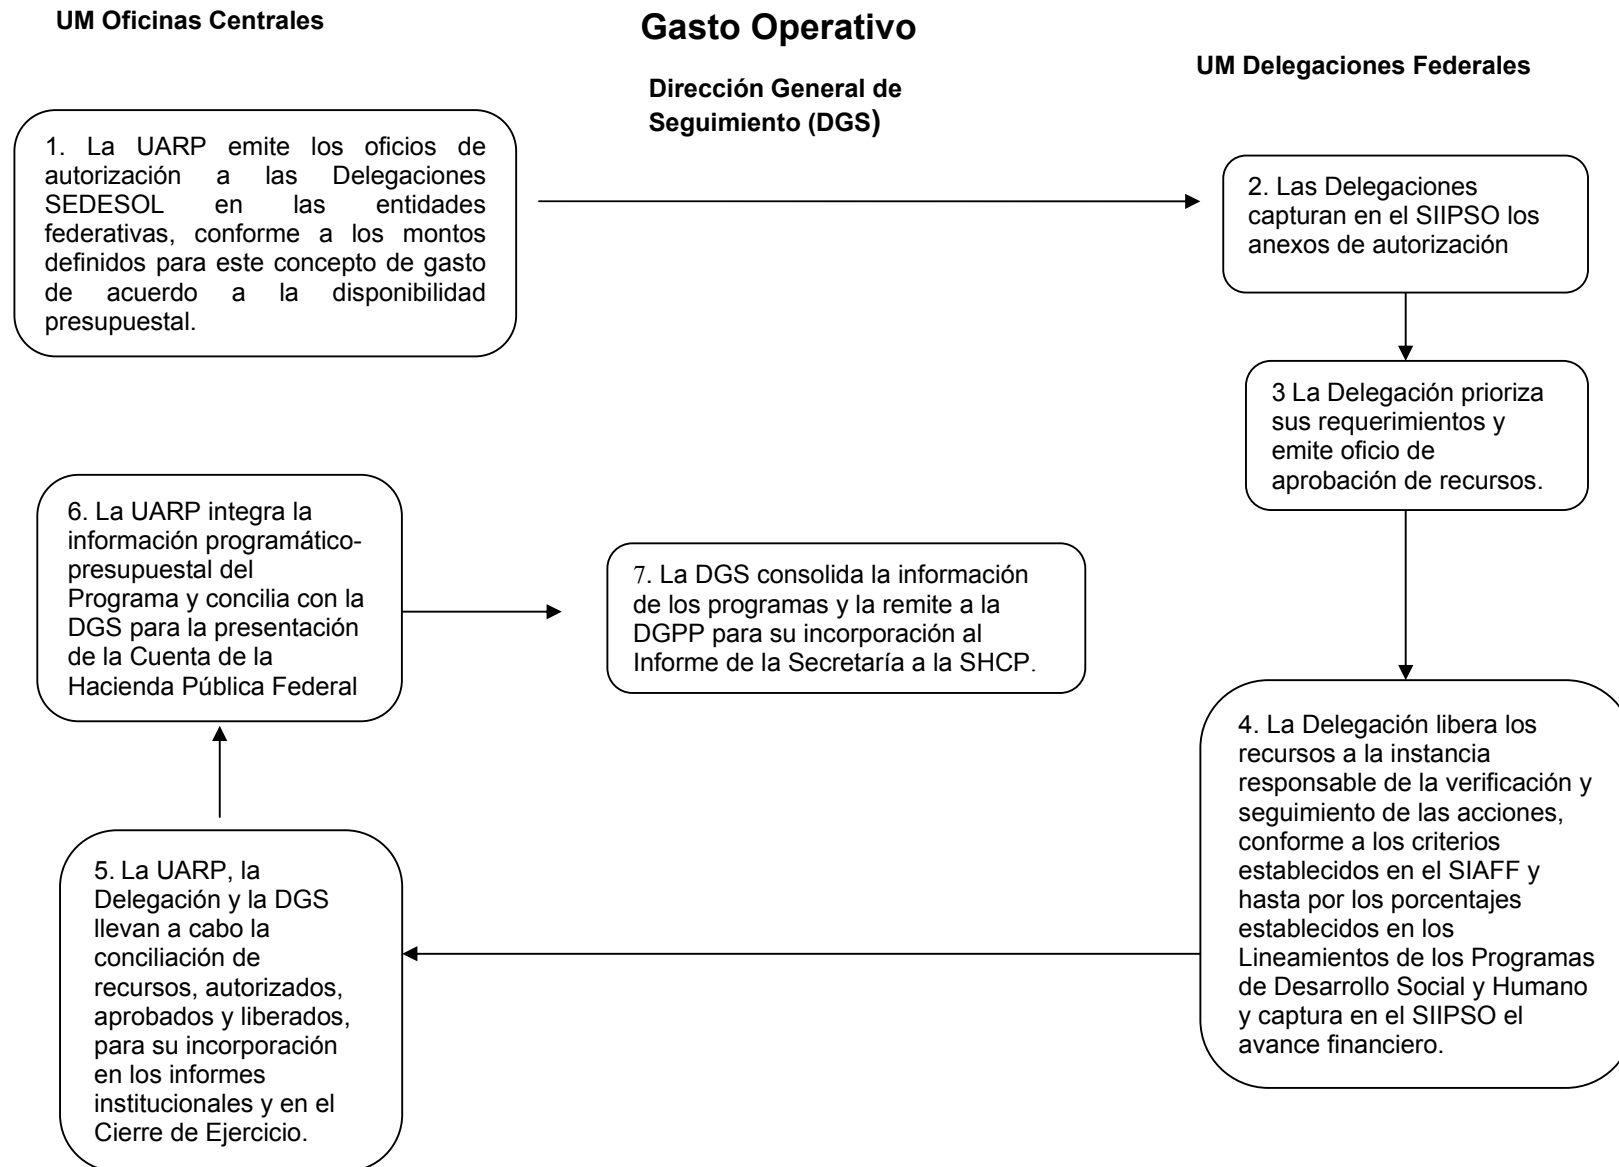 UM Oficinas Centrales
Gasto Operativo
UM Delegaciones Federales
Dirección General de
Seguimiento (DGS)
1. La UARP emite los oficios de
autorización a las Delegaciones
SEDESOL en las entidades
federativas, conforme a los montos
definidos para este concepto de gasto
de acuerdo a la disponibilidad
presupuestal.
2. Las Delegaciones
capturan en el SIIPSO los
anexos de autorización
3 La Delegación prioriza
sus requerimientos y
emite oficio de
aprobación de recursos.
4. La Delegación libera los
recursos a la instancia
responsable de la verificación y
seguimiento de las acciones,
conforme a los criterios
establecidos en el SIAFF y
hasta por los porcentajes
establecidos en los
Lineamientos de los Programas
de Desarrollo Social y Humano
y captura en el SIIPSO el
avance financiero.
5. La UARP, la
Delegación y la DGS
llevan a cabo la
conciliación de
recursos, autorizados,
aprobados y liberados,
para su incorporación
en los informes
institucionales y en el
Cierre de Ejercicio.
6. La UARP integra la
información programático-
presupuestal del
Programa y concilia con la
DGS para la presentación
de la Cuenta de la
Hacienda Pública Federal
7. La DGS consolida la información
de los programas y la remite a la
DGPP para su incorporación al
Informe de la Secretaría a la SHCP.